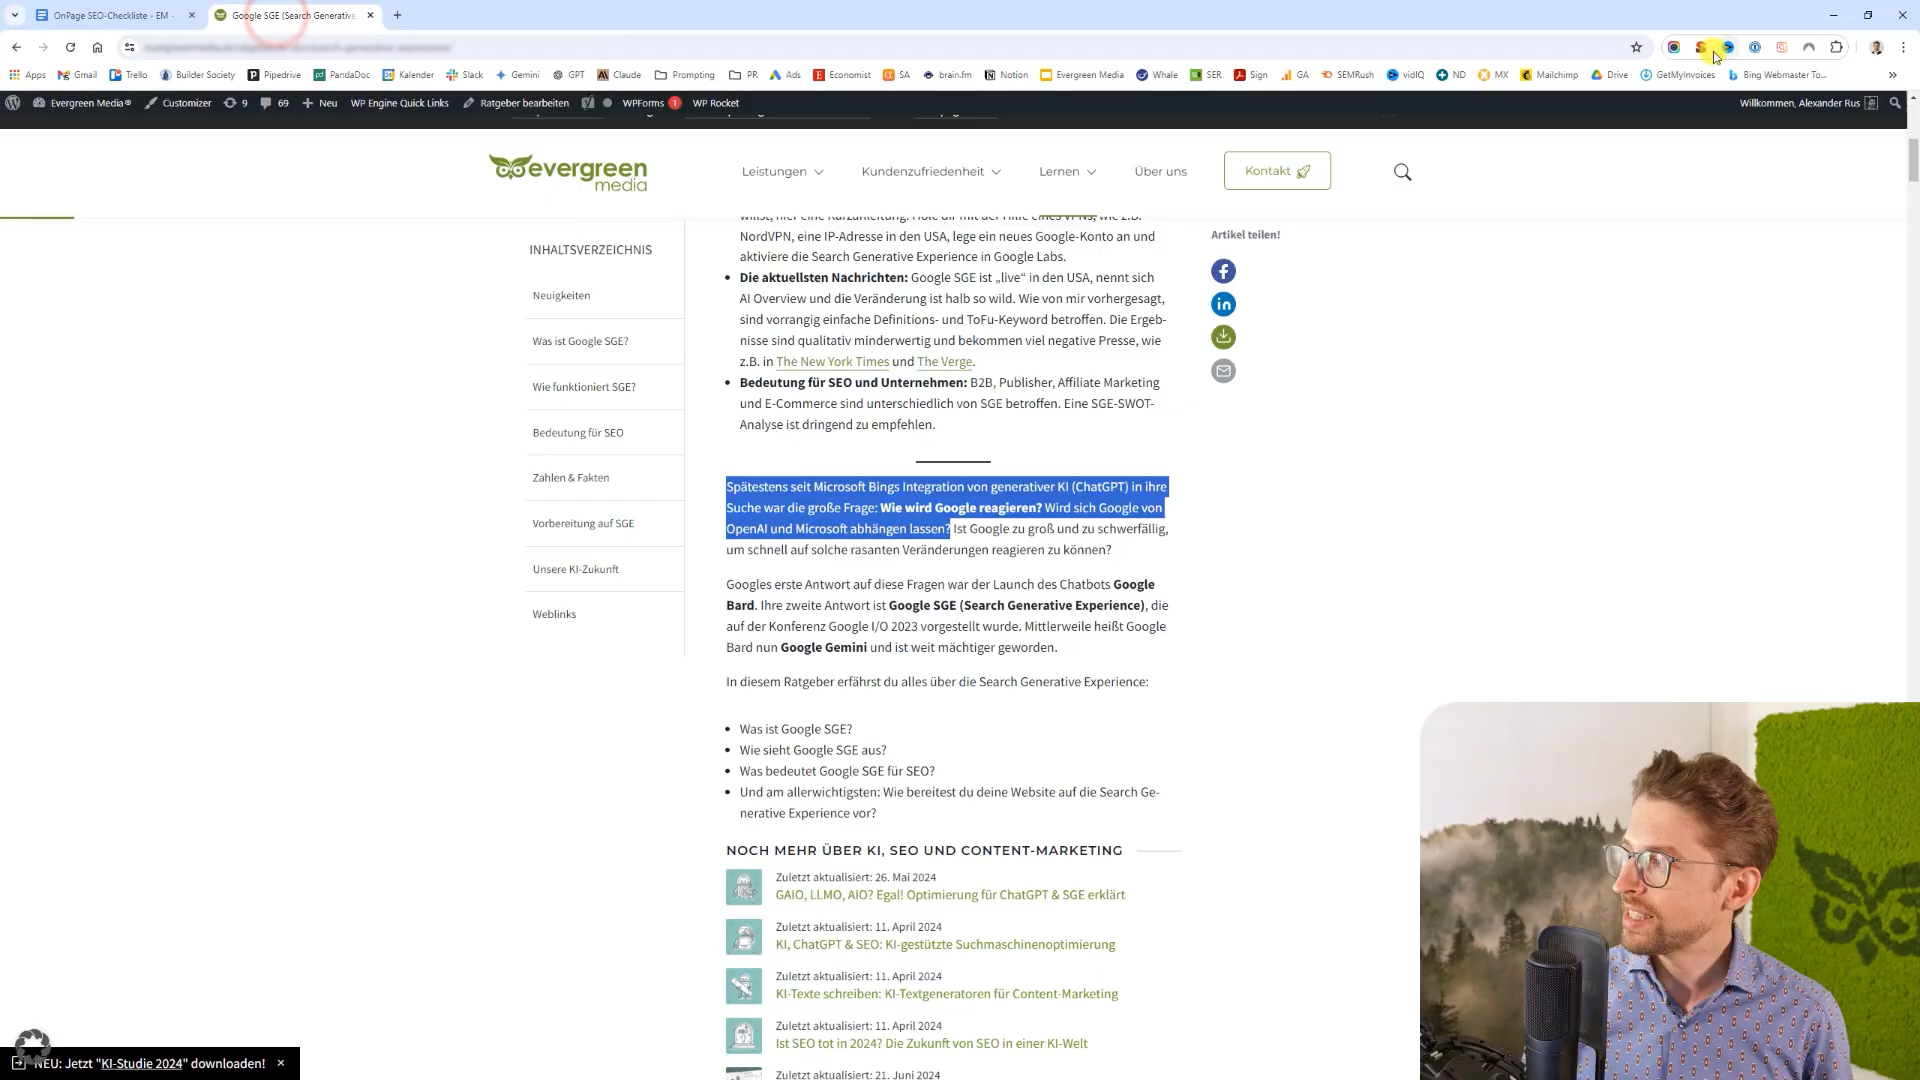 OnPage SEO-Checkliste - EM -
Google SGE (Search Generative
Apps Gmail Trello Builder Society Pipedrive PandaDoc Kalender Slack Gemini GPT Claude Prompting PR Ads Economist SA brain.fm Notion Evergreen Media Whale SER Sign GA SEMRush vidIQ ND MX Mailchimp Drive GetMyInvoices Bing Webmaster To...
Evergreen Media® Customizer 9 69 Neu WP Engine Quick Links Ratgeber bearbeiten WPForms 1 WP Rocket Willkommen, Alexander Rus
evergreen
media
Leistungen Kundenzufriedenheit Lernen Über uns Kontakt
INHALTSVERZEICHNIS
Neuigkeiten
Was ist Google SGE?
Wie funktioniert SGE?
Bedeutung für SEO
Zahlen & Fakten
Vorbereitung auf SGE
Unsere KI-Zukunft
Weblinks
willst, hier eine Kurzanleitung: Hole dir mit der Hilfe eines VPNs, wie z.B.
NordVPN, eine IP-Adresse in den USA, lege ein neues Google-Konto an und
aktiviere die Search Generative Experience in Google Labs.
Die aktuellsten Nachrichten: Google SGE ist „live“ in den USA, nennt sich
AI Overview und die Veränderung ist halb so wild. Wie von mir vorhergesagt,
sind vorrangig einfache Definitions- und ToFu-Keyword betroffen. Die Ergeb-
nisse sind qualitativ minderwertig und bekommen viel negative Presse, wie
z.B. in The New York Times und The Verge.
Bedeutung für SEO und Unternehmen: B2B, Publisher, Affiliate Marketing
und E-Commerce sind unterschiedlich von SGE betroffen. Eine SGE-SWOT-
Analyse ist dringend zu empfehlen.
Spätestens seit Microsoft Bings Integration von generativer KI (ChatGPT) in ihre
Suche war die große Frage: Wie wird Google reagieren? Wird sich Google von
OpenAI und Microsoft abhängen lassen? Ist Google zu groß und zu schwerfällig,
um schnell auf solche rasanten Veränderungen reagieren zu können?
Googles erste Antwort auf diese Fragen war der Launch des Chatbots Google
Bard. Ihre zweite Antwort ist Google SGE (Search Generative Experience), die
auf der Konferenz Google I/O 2023 vorgestellt wurde. Mittlerweile heißt Google
Bard nun Google Gemini und ist weit mächtiger geworden.
In diesem Ratgeber erfährst du alles über die Search Generative Experience:
Was ist Google SGE?
Wie sieht Google SGE aus?
Was bedeutet Google SGE für SEO?
Und am allerwichtigsten: Wie bereitest du deine Website auf die Search Ge-
nerative Experience vor?
NOCH MEHR ÜBER KI, SEO UND CONTENT-MARKETING
Zuletzt aktualisiert: 26. Mai 2024
GAIO, LLMO, AIO? Egal! Optimierung für ChatGPT & SGE erklärt
Zuletzt aktualisiert: 11. April 2024
KI, ChatGPT & SEO: KI-gestützte Suchmaschinenoptimierung
Zuletzt aktualisiert: 11. April 2024
KI-Texte schreiben: KI-Textgeneratoren für Content-Marketing
Zuletzt aktualisiert: 11. April 2024
Ist SEO tot in 2024? Die Zukunft von SEO in einer KI-Welt
Zuletzt aktualisiert: 21. Juni 2024
Artikel teilen!
NEU: Jetzt "KI-Studie 2024" downloaden!